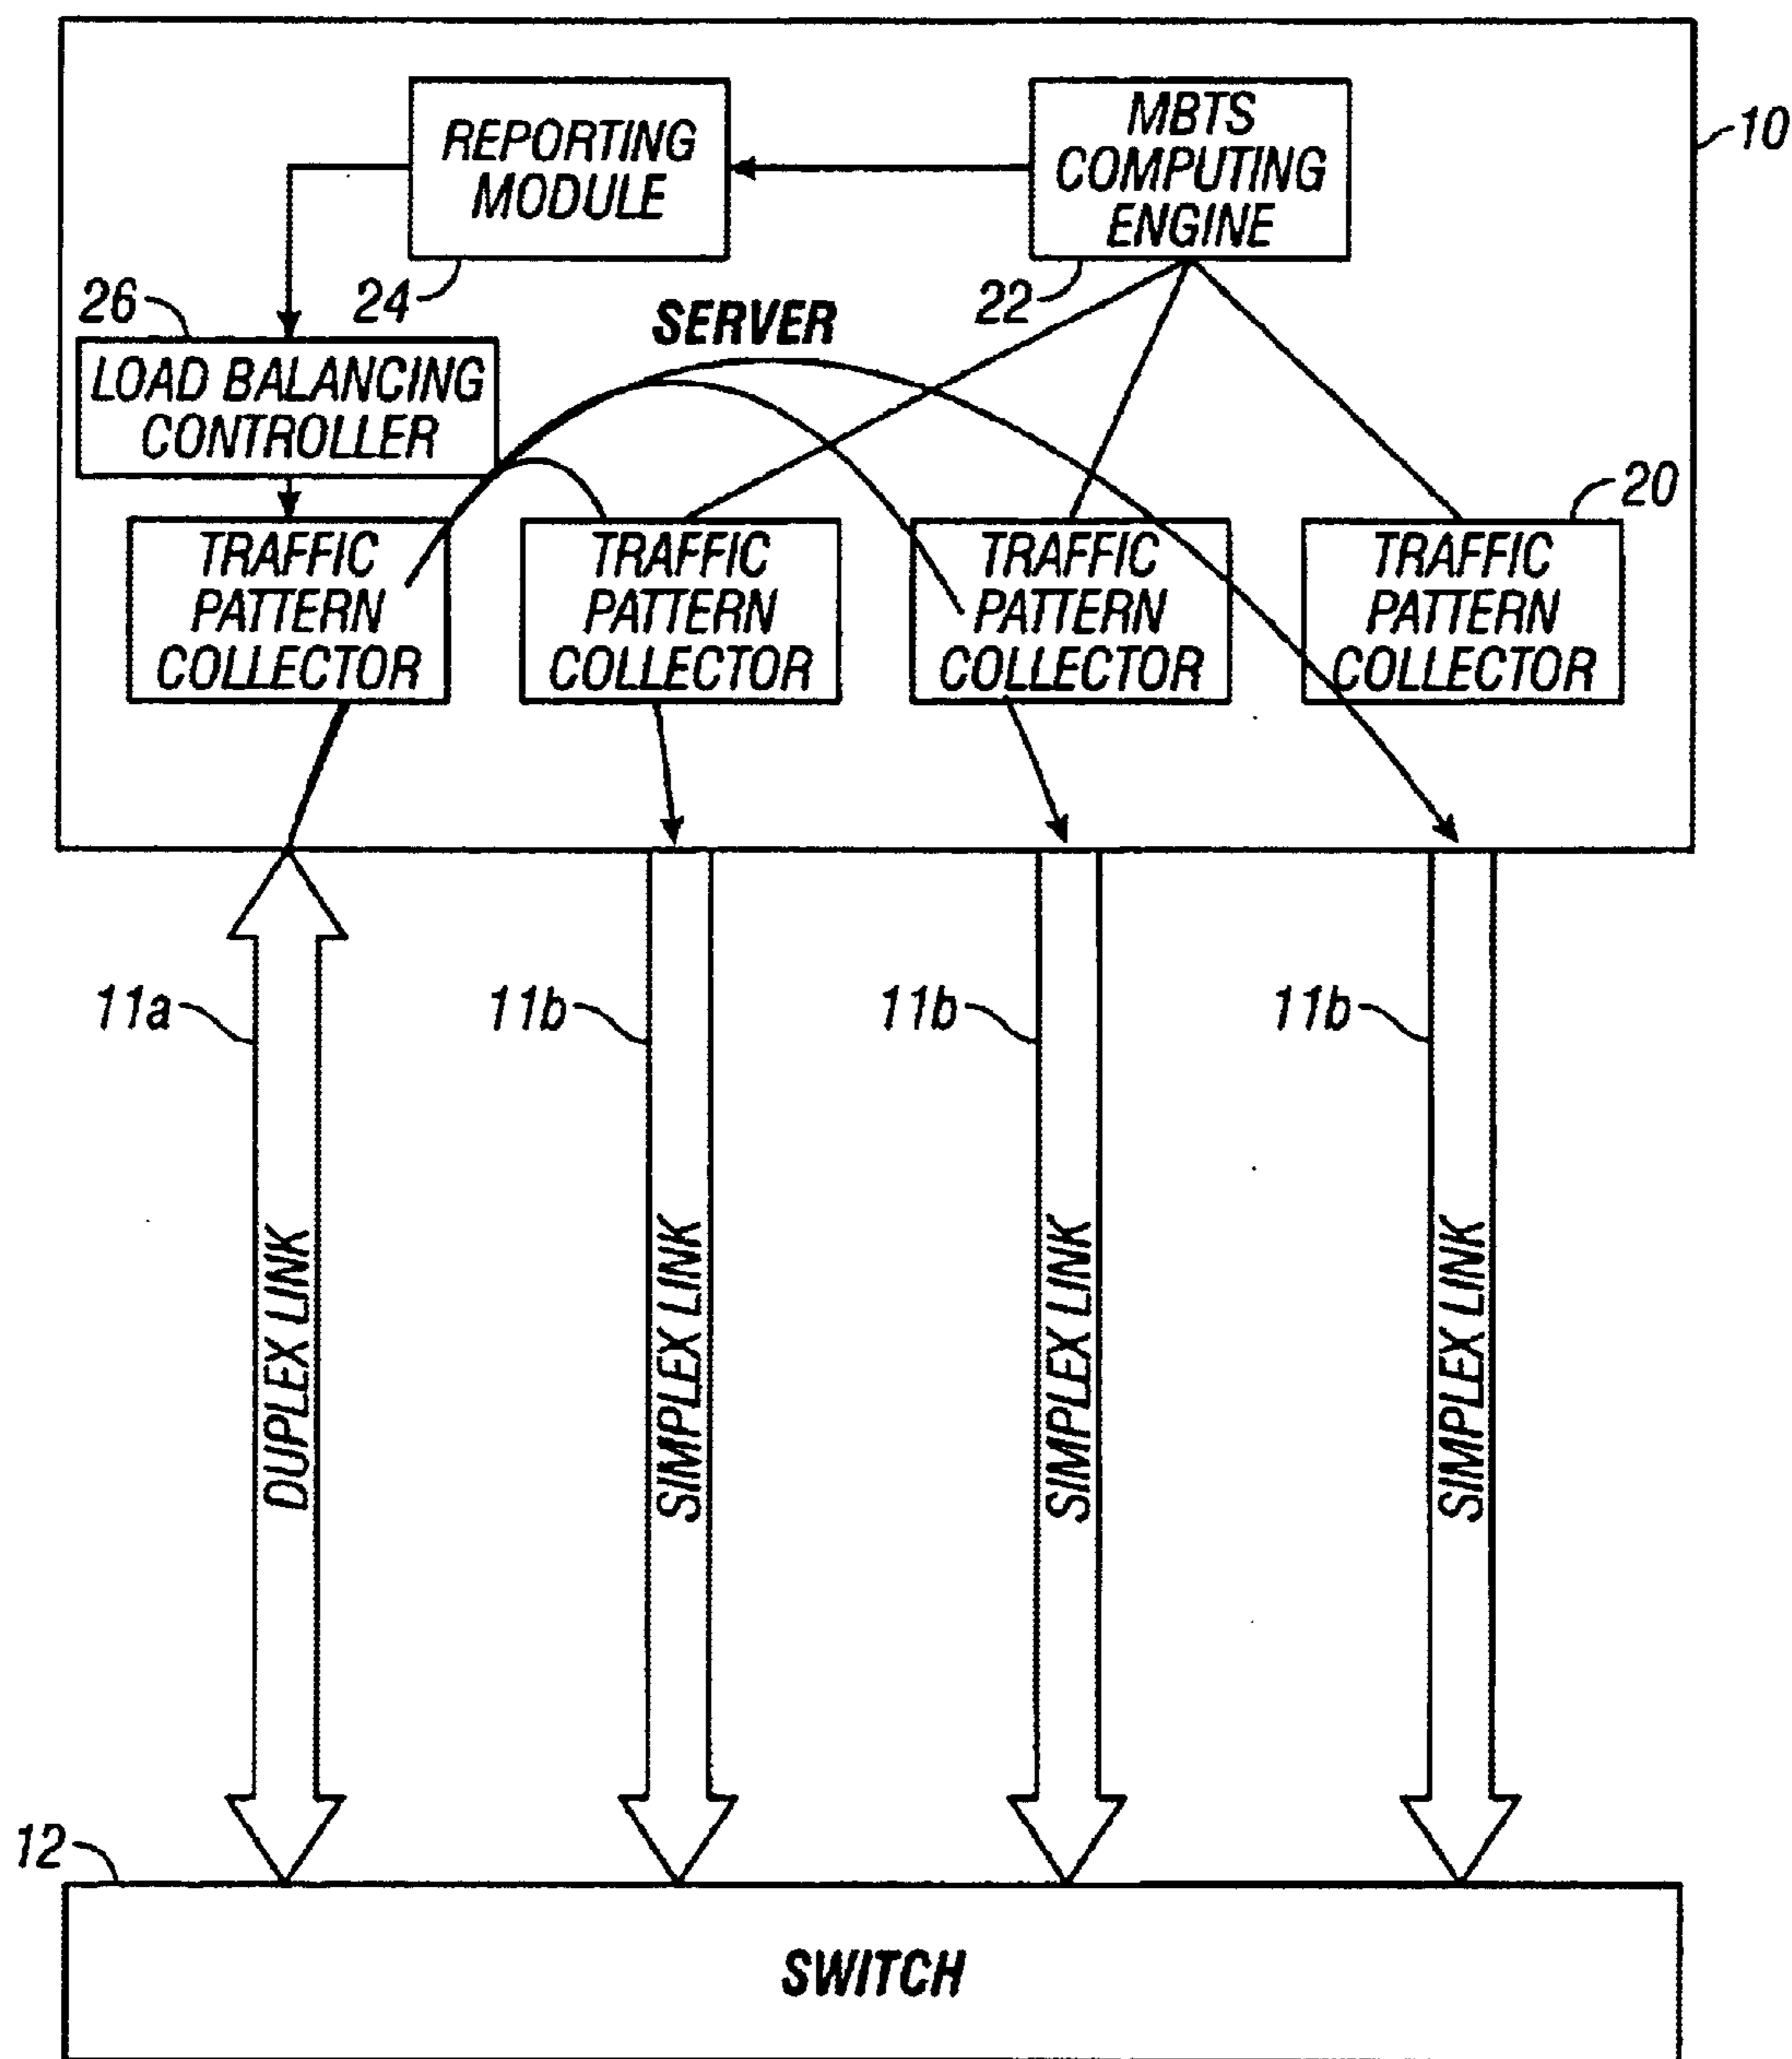 REPORTING
MODULE
MBTS
COMPUTING
ENGINE
10
26
24
SERVER
22
LOAD BALANCING
CONTROLLER
20
TRAFFIC
PATTERN
COLLECTOR
TRAFFIC
PATTERN
COLLECTOR
TRAFFIC
PATTERN
COLLECTOR
TRAFFIC
PATTERN
COLLECTOR
11a
11b
11b
11b
DUPLEX LINK
SIMPLEX LINK
SIMPLEX LINK
SIMPLEX LINK
12
SWITCH